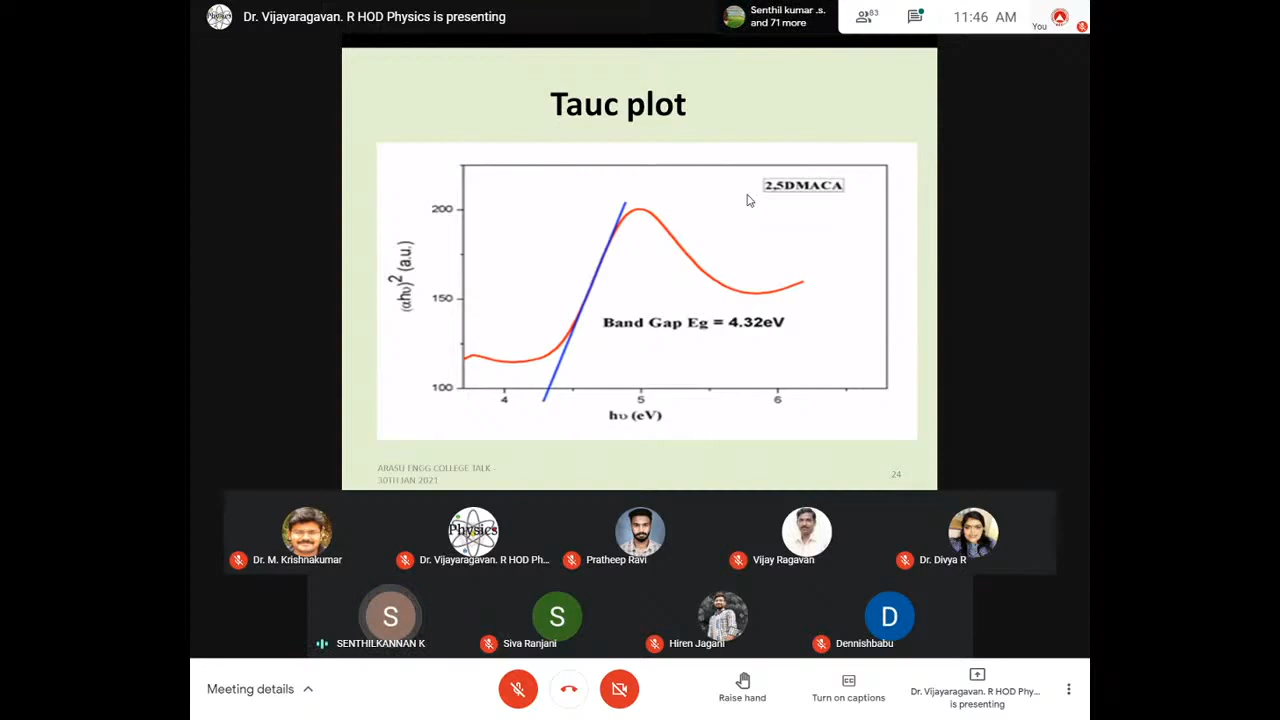 Dr. Vijayaragavan. R HOD Physics is presenting
Senthil kumar .s.
and 71 more
83
11:46 AM
You
Tauc plot
2,5DMACA
200
150
100
(αhυ)² (a.u.)
Band Gap Eg = 4.32eV
4
5
6
hυ (eV)
ARASU ENGG COLLEGE TALK -
30TH JAN 2021
24
Physics
Dr. M. Krishnakumar
Dr. Vijayaragavan. R HOD Ph...
Pratheep Ravi
Vijay Ragavan
Dr. Divya R
S
S
D
SENTHILKANNAN K
Siva Ranjani
Hiren Jagani
Dennishbabu
Meeting details
Raise hand
Turn on captions
Dr. Vijayaragavan. R HOD Phy...
is presenting